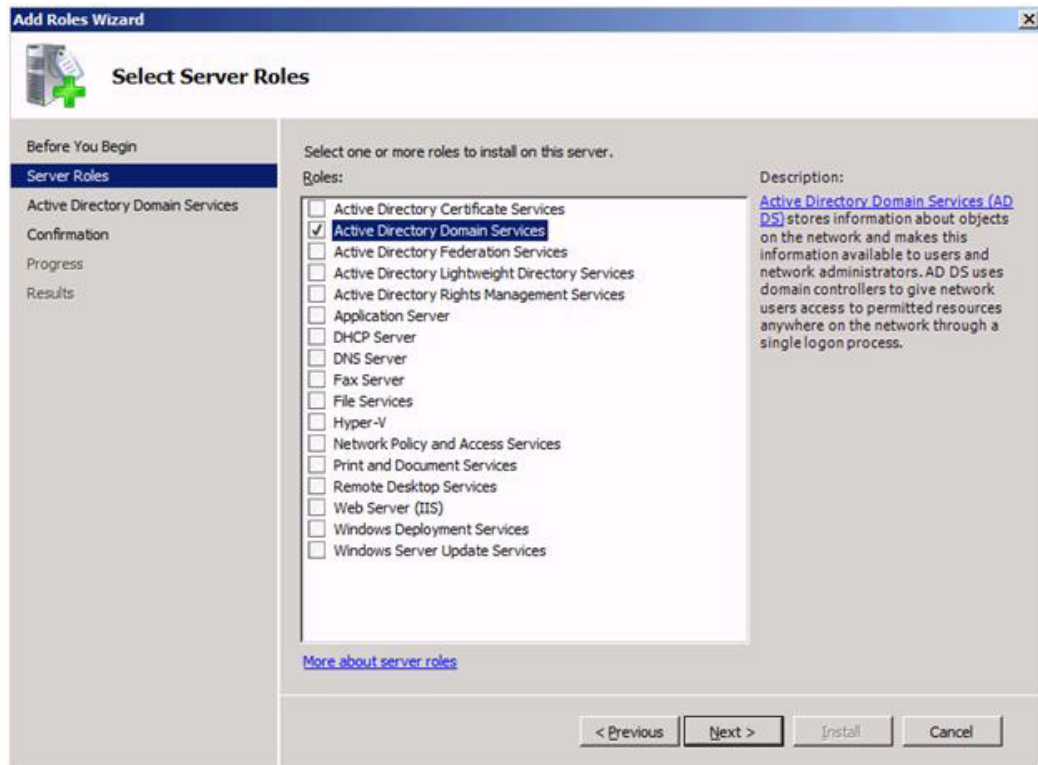 Add Roles Wizard
Select Server Roles
Before You Begin
Server Roles
Active Directory Domain Services
Confirmation
Progress
Results
Select one or more roles to install on this server.
Roles:
Active Directory Certificate Services
Active Directory Domain Services
Active Directory Federation Services
Active Directory Lightweight Directory Services
Active Directory Rights Management Services
Application Server
DHCP Server
DNS Server
Fax Server
File Services
Hyper-V
Network Policy and Access Services
Print and Document Services
Remote Desktop Services
Web Server (IIS)
Windows Deployment Services
Windows Server Update Services
More about server roles
Description:
Active Directory Domain Services (AD
DS) stores information about objects
on the network and makes this
information available to users and
network administrators. AD DS uses
domain controllers to give network
users access to permitted resources
anywhere on the network through a
single logon process.
< Previous
Next >
Install
Cancel